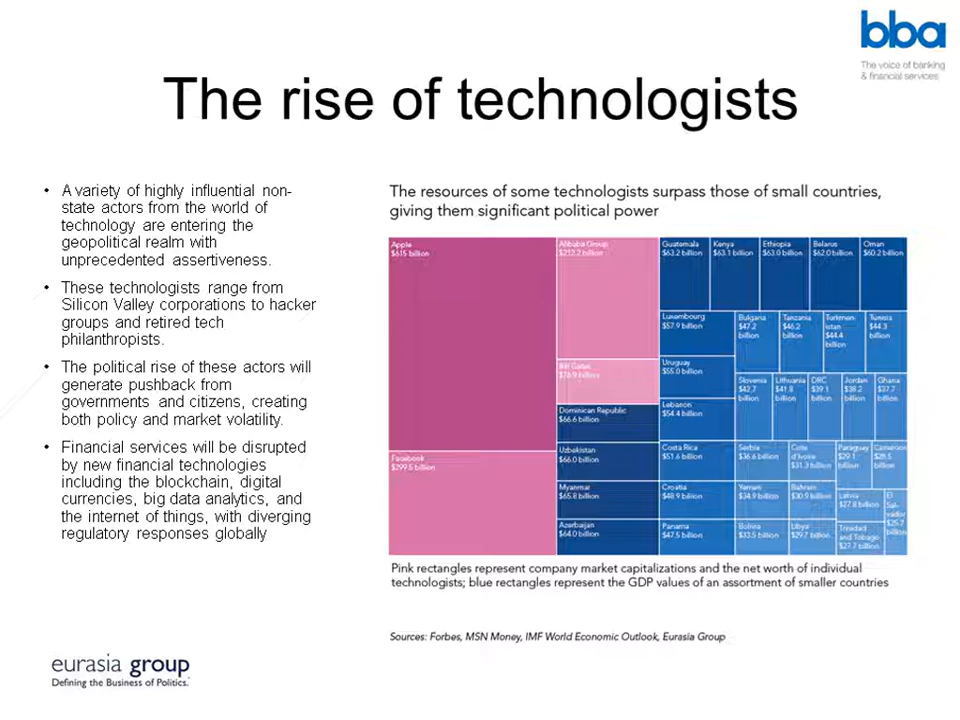 bba
The voice of banking
& financial services
The rise of technologists
• A variety of highly influential non-
state actors from the world of
technology are entering the
geopolitical realm with
unprecedented assertiveness.
• These technologists range from
Silicon Valley corporations to hacker
groups and retired tech
philanthropists.
• The political rise of these actors will
generate pushback from
governments and citizens, creating
both policy and market volatility.
• Financial services will be disrupted
by new financial technologies
including the blockchain, digital
currencies, big data analytics, and
the internet of things, with diverging
regulatory responses globally
The resources of some technologists surpass those of small countries,
giving them significant political power
Apple
$615 billion
Facebook
$299.5 billion
Alibaba Group
$212.2 billion
Bill Gates
$76.9 billion
Dominican Republic
$66.6 billion
Uzbekistan
$66.0 billion
Myanmar
$65.8 billion
Azerbaijan
$64.0 billion
Guatemala
$63.2 billion
Kenya
$63.1 billion
Ethiopia
$63.0 billion
Belarus
$62.0 billion
Oman
$60.2 billion
Luxembourg
$57.9 billion
Uruguay
$55.0 billion
Lebanon
$54.4 billion
Costa Rica
$51.6 billion
Croatia
$48.9 billion
Panama
$47.5 billion
Bulgaria
$47.2
billion
Tanzania
$46.2
billion
Turkmen-
istan
$44.4
billion
Tunisia
$44.3
billion
Slovenia
$42.7
billion
Lithuania
$41.8
billion
DRC
$39.1
billion
Jordan
$38.2
billion
Ghana
$37.7
billion
Serbia
$36.6 billion
Yemen
$34.9 billion
Bolivia
$33.5 billion
Cote
d'Ivoire
$31.3 billion
Bahrain
$30.9 billion
Libya
$29.7 billion
Paraguay
$29.1
billion
Cameroon
$28.5
billion
Latvia
$27.8 billion
Trinidad
and Tobago
$27.7 billion
El
Sal-
vador
$25.7
billion
Pink rectangles represent company market capitalizations and the net worth of individual
technologists; blue rectangles represent the GDP values of an assortment of smaller countries
Sources: Forbes, MSN Money, IMF World Economic Outlook, Eurasia Group
eurasia group
Defining the Business of Politics.